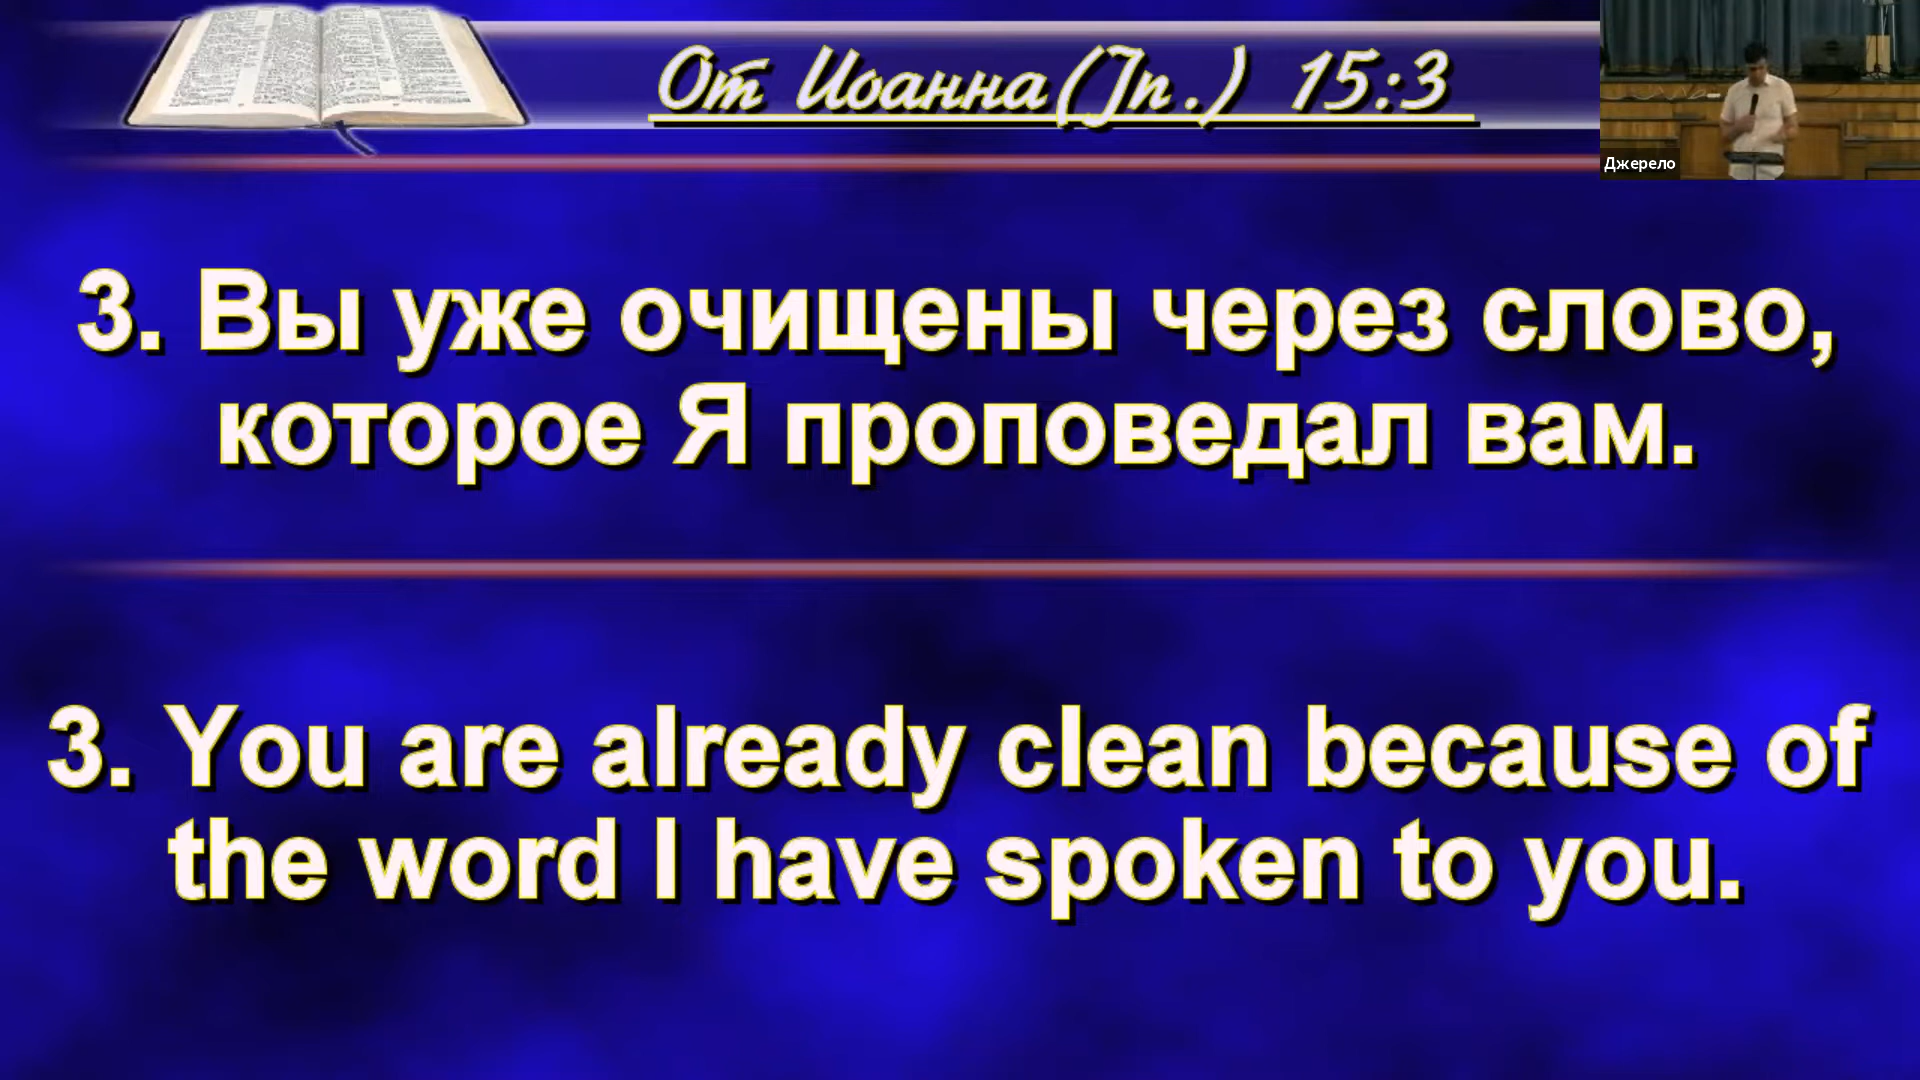 От Иоанна(Jn.) 15:3
Джерело
3. Вы уже очищены через слово,
которое Я проповедал вам.
3. You are already clean because of
the word I have spoken to you.